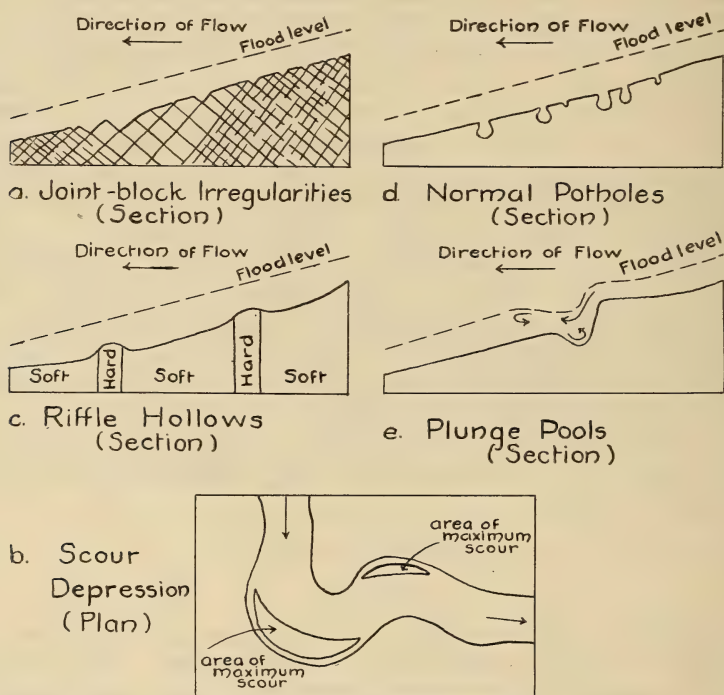 Direction of Flow
Flood level
a. Joint-block Irregularities
(Section)
Direction of Flow
Flood level
d. Normal Potholes
(Section)
Direction of Flow
Flood level
Soft
Hard
Soft
Hard
Soft
c. Riffle Hollows
(Section)
Direction of Flow
Flood level
e. Plunge Pools
(Section)
b. Scour
Depression
(Plan)
area of
maximum
scour
area of
maximum
scour